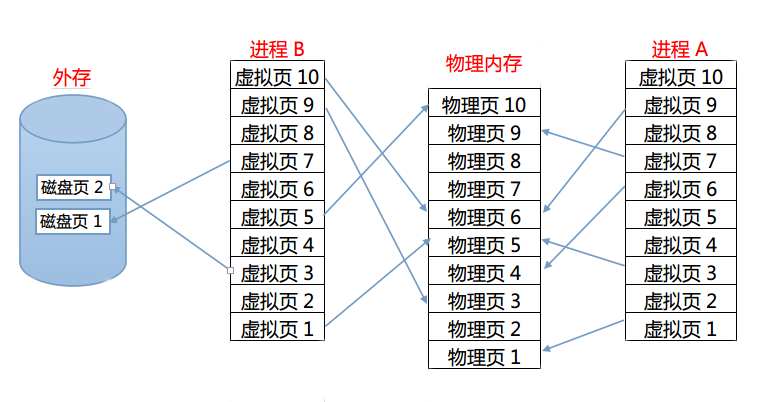 外存
磁盘页 2
磁盘页 1
进程 B
虚拟页 10
虚拟页 9
虚拟页 8
虚拟页 7
虚拟页 6
虚拟页 5
虚拟页 4
虚拟页 3
虚拟页 2
虚拟页 1
物理内存
物理页 10
物理页 9
物理页 8
物理页 7
物理页 6
物理页 5
物理页 4
物理页 3
物理页 2
物理页 1
进程 A
虚拟页 10
虚拟页 9
虚拟页 8
虚拟页 7
虚拟页 6
虚拟页 5
虚拟页 4
虚拟页 3
虚拟页 2
虚拟页 1